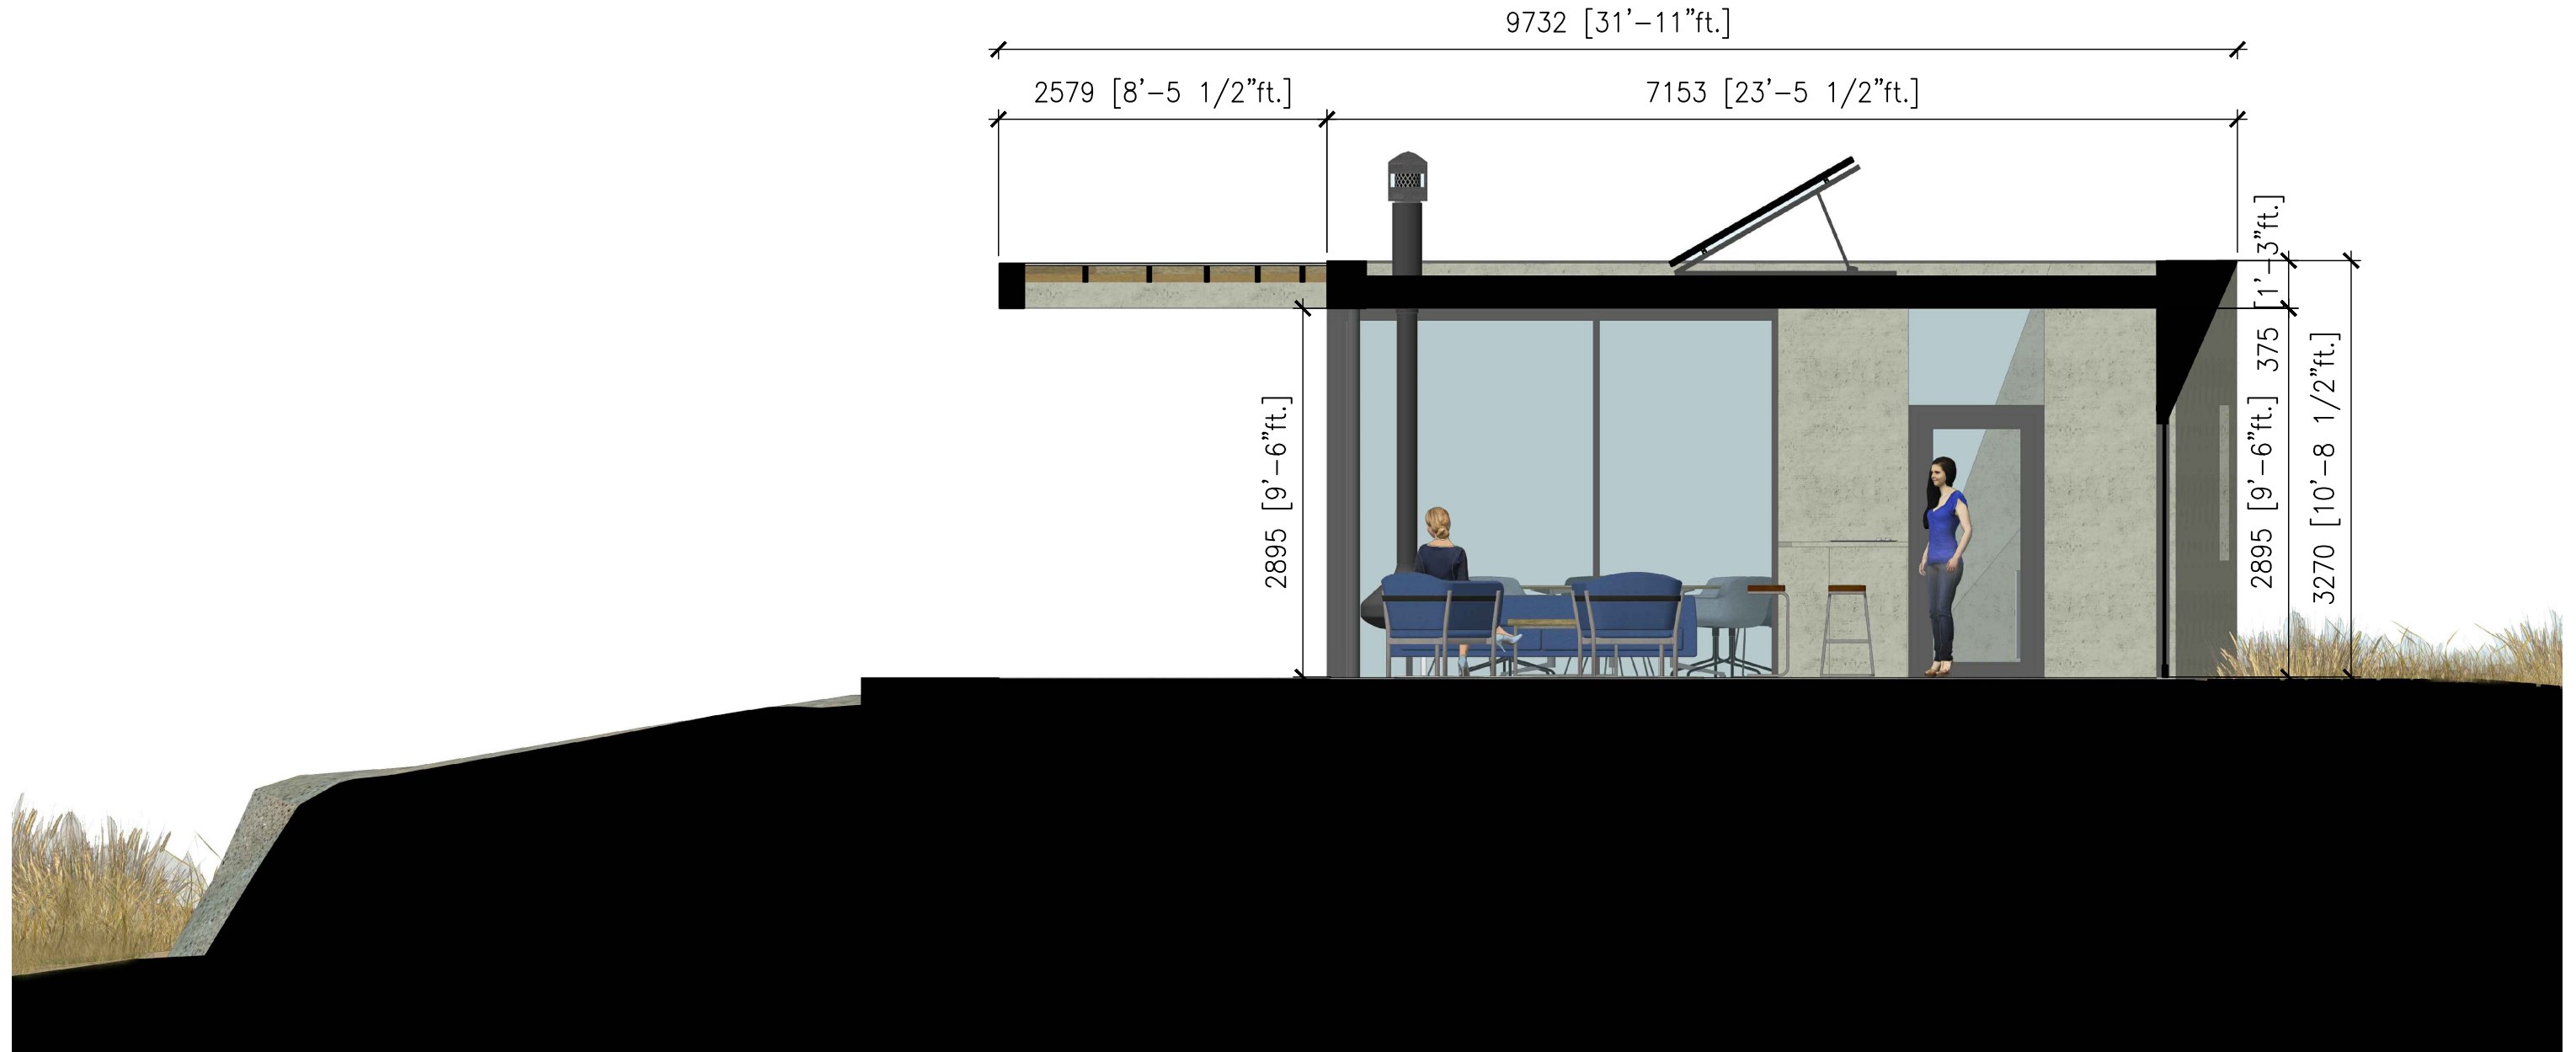 9732 [31'-11"ft.]
2579 [8'-5 1/2"ft.]
7153 [23'-5 1/2"ft.]
2895 [9'-6"ft.]
375 [1'-3"ft.]
2895 [9'-6"ft.]
3270 [10'-8 1/2"ft.]